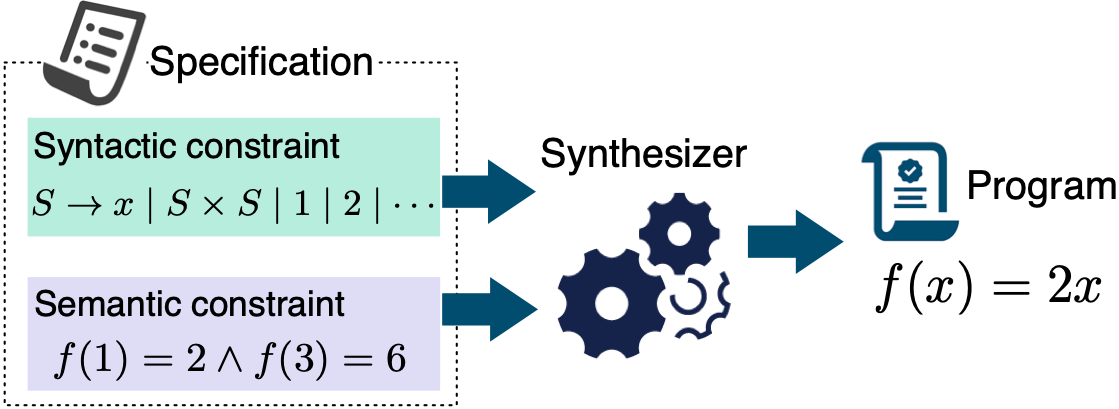 Specification
Syntactic constraint
S → x | S × S | 1 | 2 | ⋯
Semantic constraint
f(1) = 2 ∧ f(3) = 6
Synthesizer
Program
f(x) = 2x